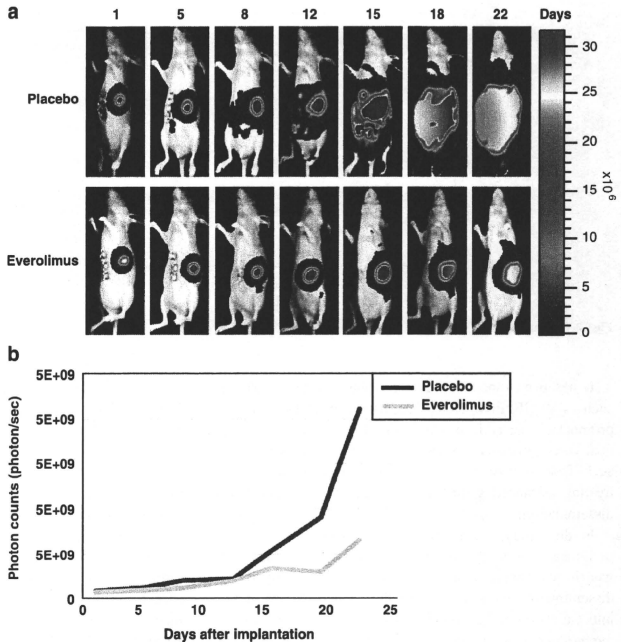 a
1 5 8 12 15 18 22 Days
Placebo
Everolimus
30
25
20
15
10
5
0
x10 6
b
5E+09
5E+09
5E+09
5E+09
5E+09
0
Photon counts (photon/sec)
0 5 10 15 20 25
Days after implantation
Placebo
Everolimus